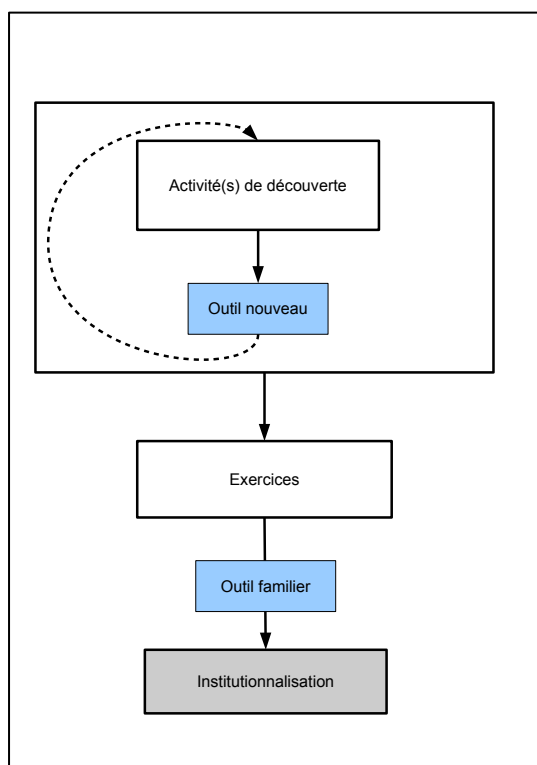 Activité(s) de découverte
Outil nouveau
Exercices
Outil familier
Institutionnalisation